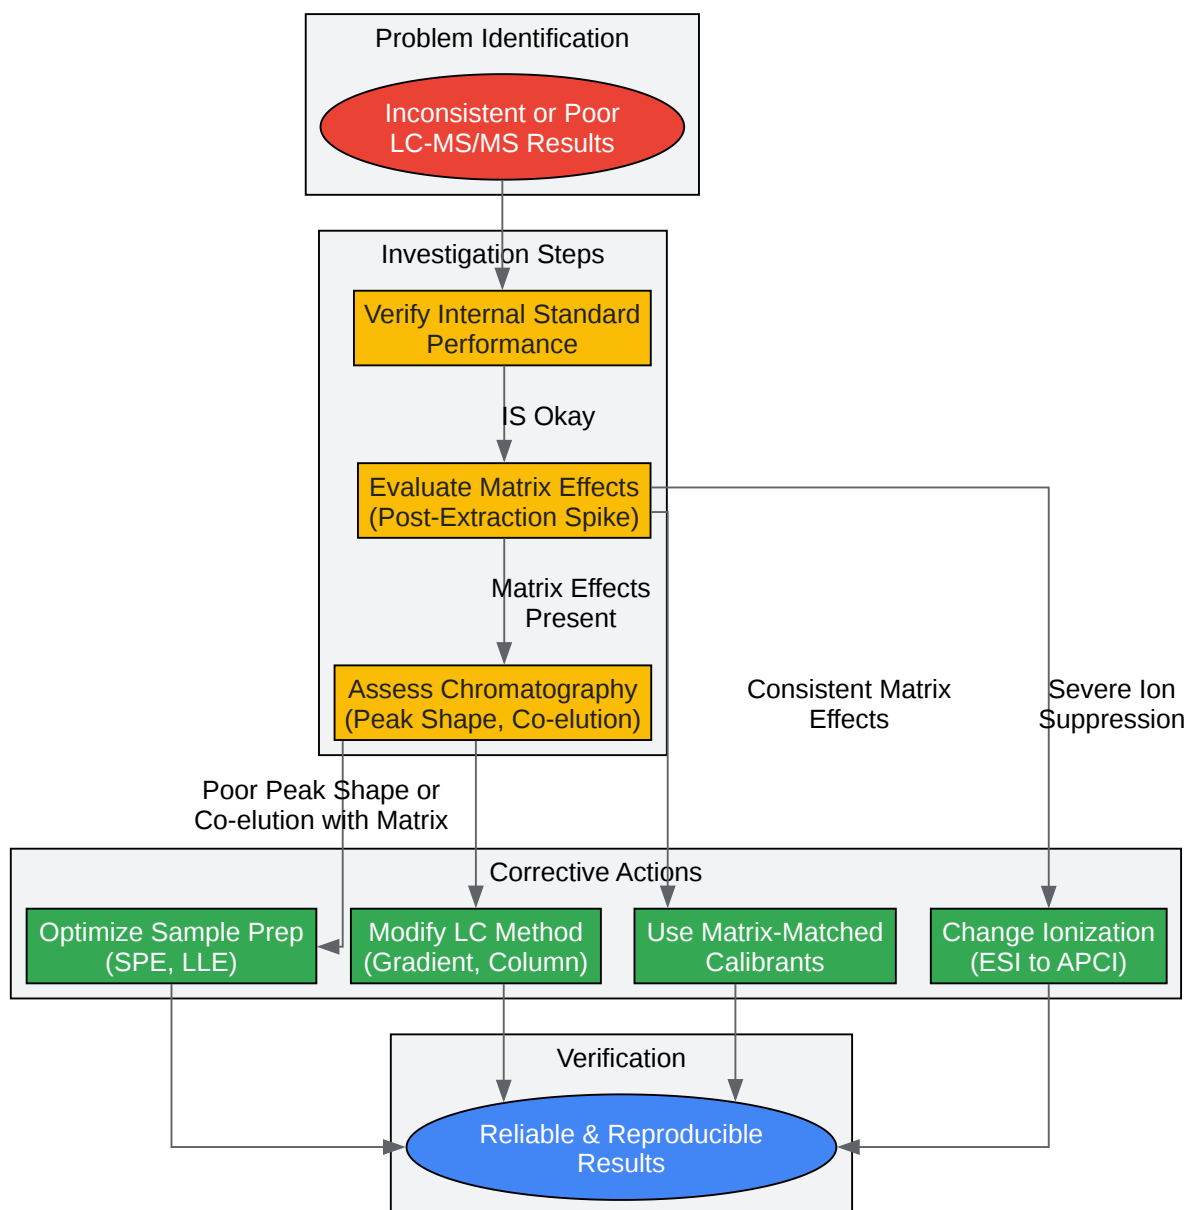 Problem Identification
Inconsistent or Poor
LC-MS/MS Results
Investigation Steps
Verify Internal Standard
Performance
IS Okay
Evaluate Matrix Effects
(Post-Extraction Spike)
Matrix Effects
Present
Assess Chromatography
(Peak Shape, Co-elution)
Consistent Matrix
Effects
Severe Ion
Suppression
Poor Peak Shape or
Co-elution with Matrix
Corrective Actions
Optimize Sample Prep
(SPE, LLE)
Modify LC Method
(Gradient, Column)
Use Matrix-Matched
Calibrants
Change Ionization
(ESI to APCI)
Verification
Reliable & Reproducible
Results